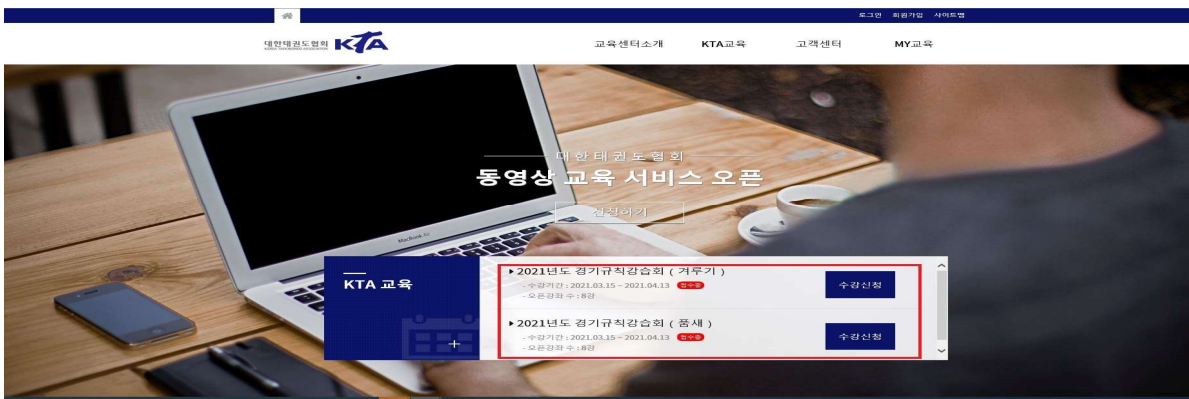 로그인 회원가입 사이트맵
대한태권도협회 KTA
KOREA TAEKWONDO ASSOCIATION
교육센터소개 KTA교육 고객센터 MY교육
대한태권도협회
동영상 교육 서비스 오픈
신청하기
MacBook Air
KTA 교육
+
▸2021년도 경기규칙강습회 ( 겨루기 )
- 수강기간 : 2021.03.15 ~ 2021.04.13 접수중
- 오픈강좌 수 : 8강
수강신청
▸2021년도 경기규칙강습회 ( 품새 )
- 수강기간 : 2021.03.15 ~ 2021.04.13 접수중
- 오픈강좌 수 : 8강
수강신청